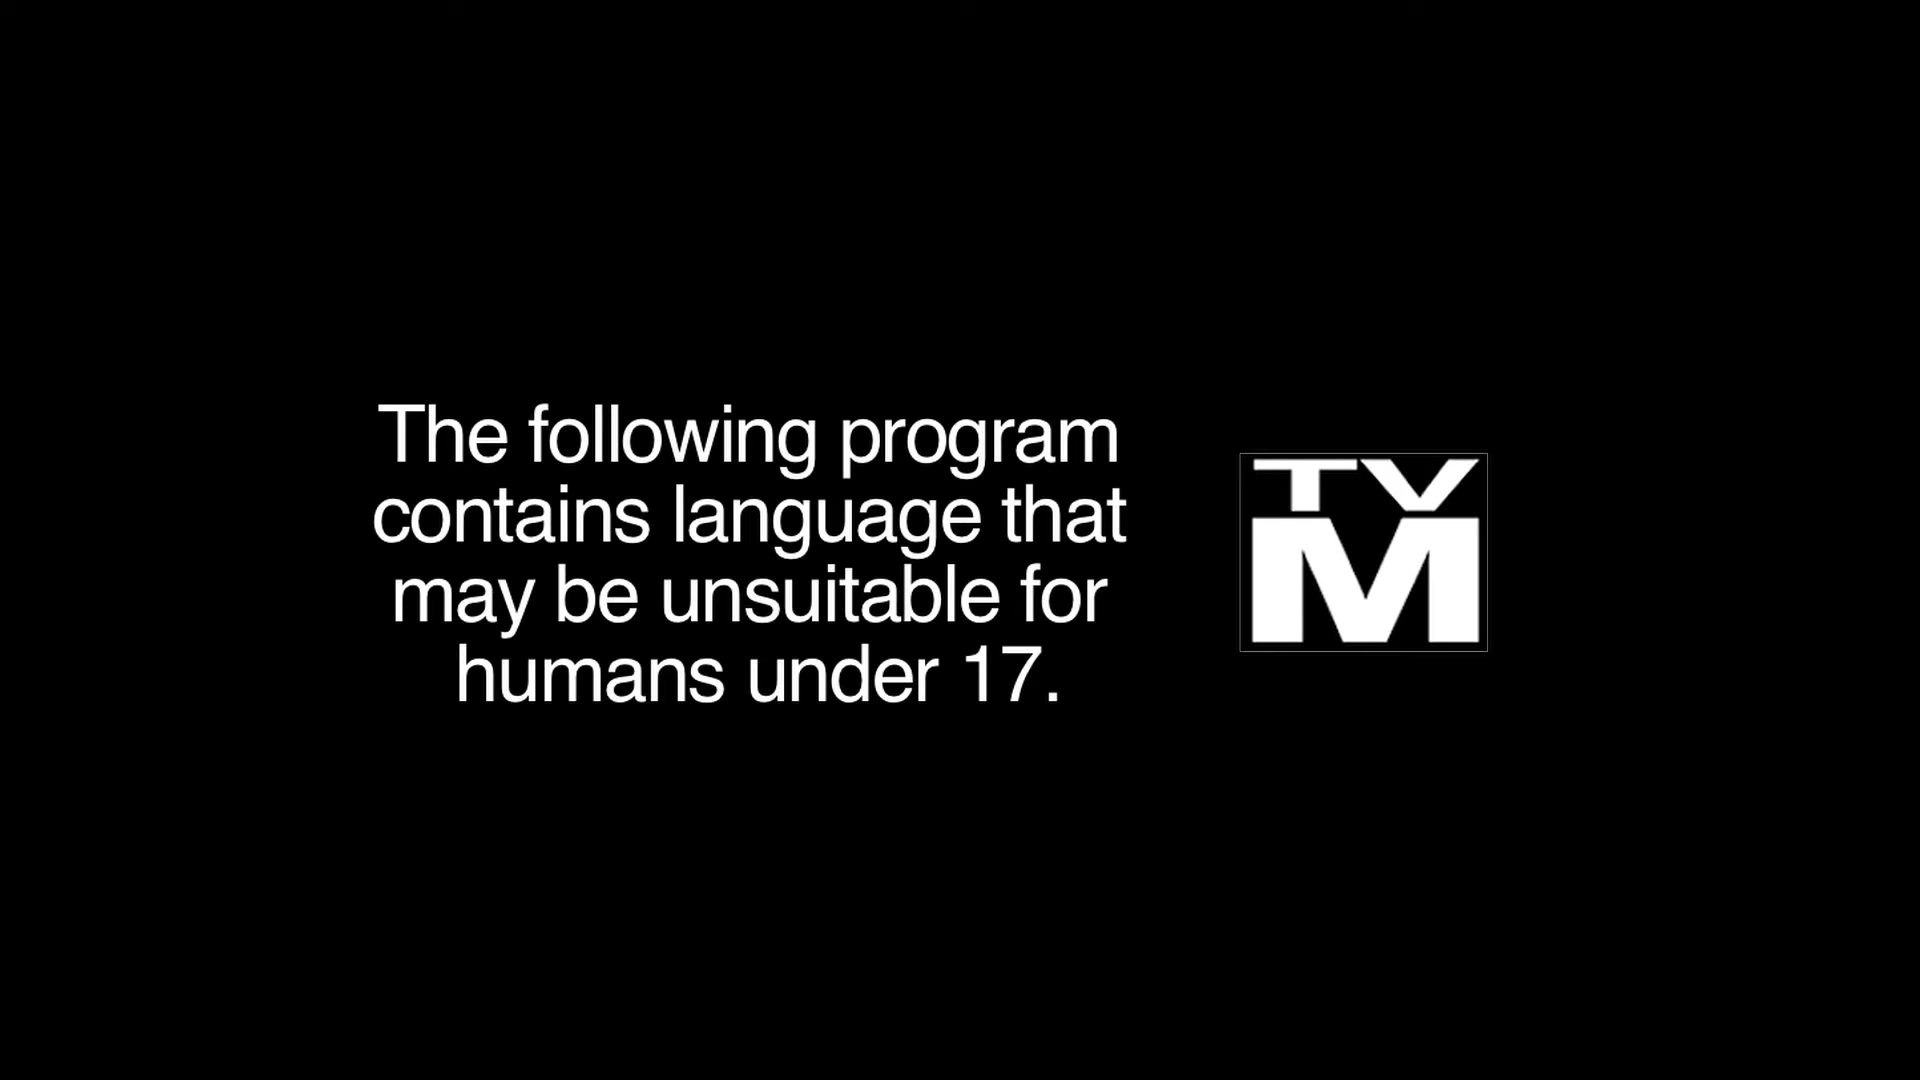 The following program
contains language that
may be unsuitable for
humans under 17.
TV
M